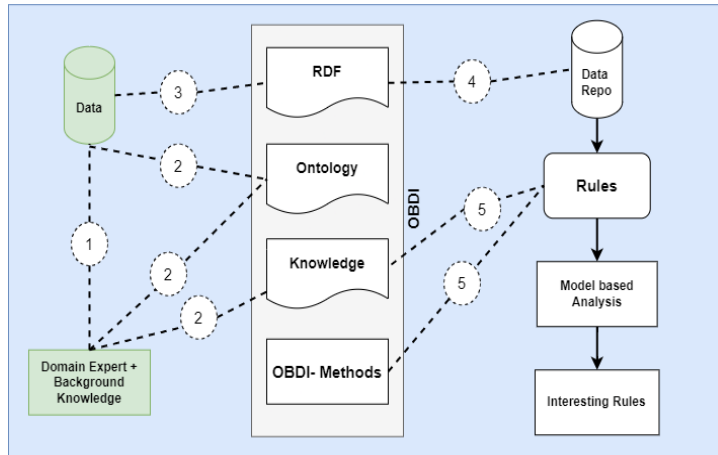 Data
3
RDF
4
Data
Repo
2
Ontology
OBDI
Rules
1
5
2
Knowledge
5
2
Model based
Analysis
Domain Expert +
Background
Knowledge
OBDI- Methods
Interesting Rules